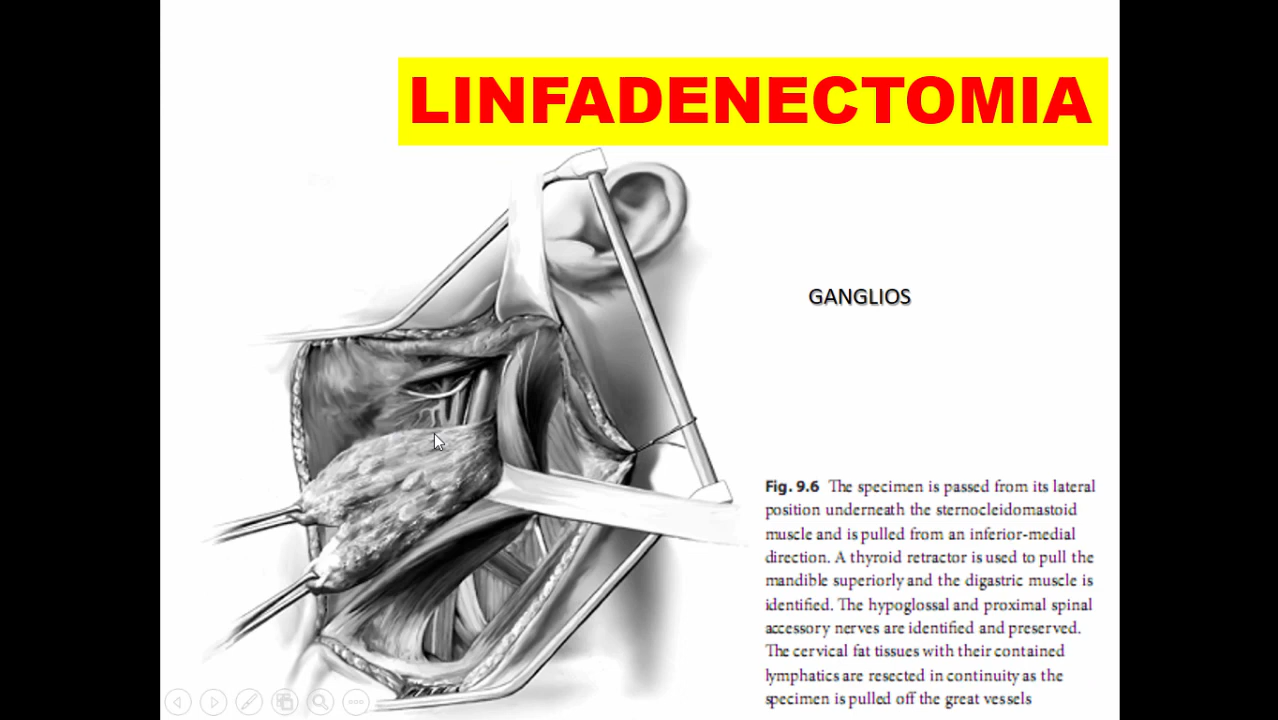 LINFADENECTOMIA
GANGLIOS
Fig. 9.6 The specimen is passed from its lateral
position underneath the sternocleidomastoid
muscle and is pulled from an inferior-medial
direction. A thyroid retractor is used to pull the
mandible superiorly and the digastric muscle is
identified. The hypoglossal and proximal spinal
accessory nerves are identified and preserved.
The cervical fat tissues with their contained
lymphatics are resected in continuity as the
specimen is pulled off the great vessels